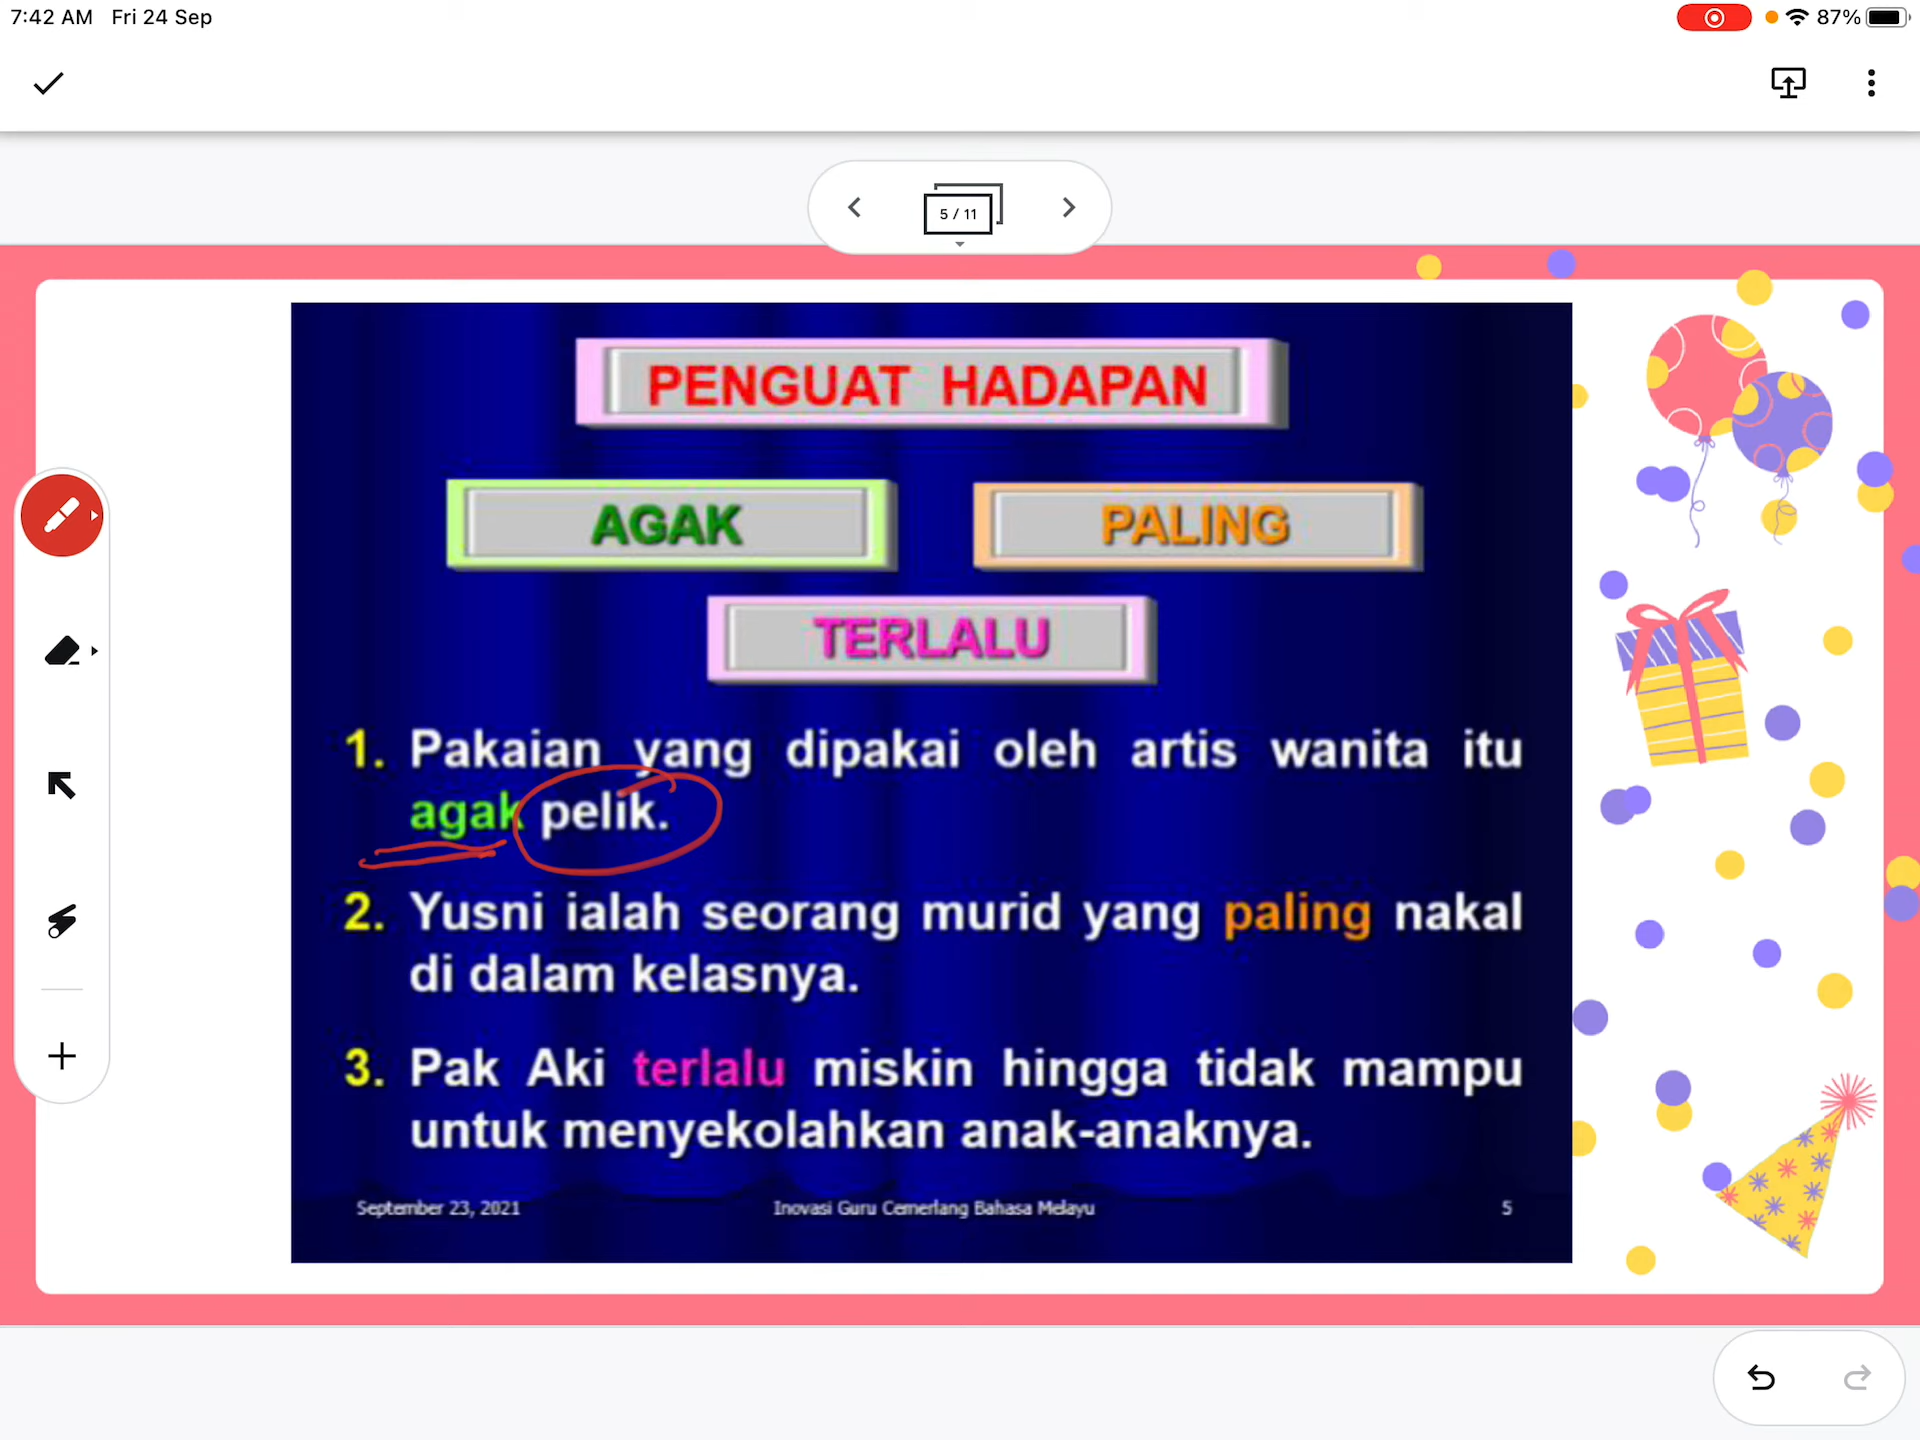 7:42 AM Fri 24 Sep
87%
5 / 11
PENGUAT HADAPAN
AGAK
PALING
TERLALU
1. Pakaian yang dipakai oleh artis wanita itu
agak pelik.
2. Yusni ialah seorang murid yang paling nakal
di dalam kelasnya.
3. Pak Aki terlalu miskin hingga tidak mampu
untuk menyekolahkan anak-anaknya.
September 23, 2021 Inovasi Guru Cemerlang Bahasa Melayu 5